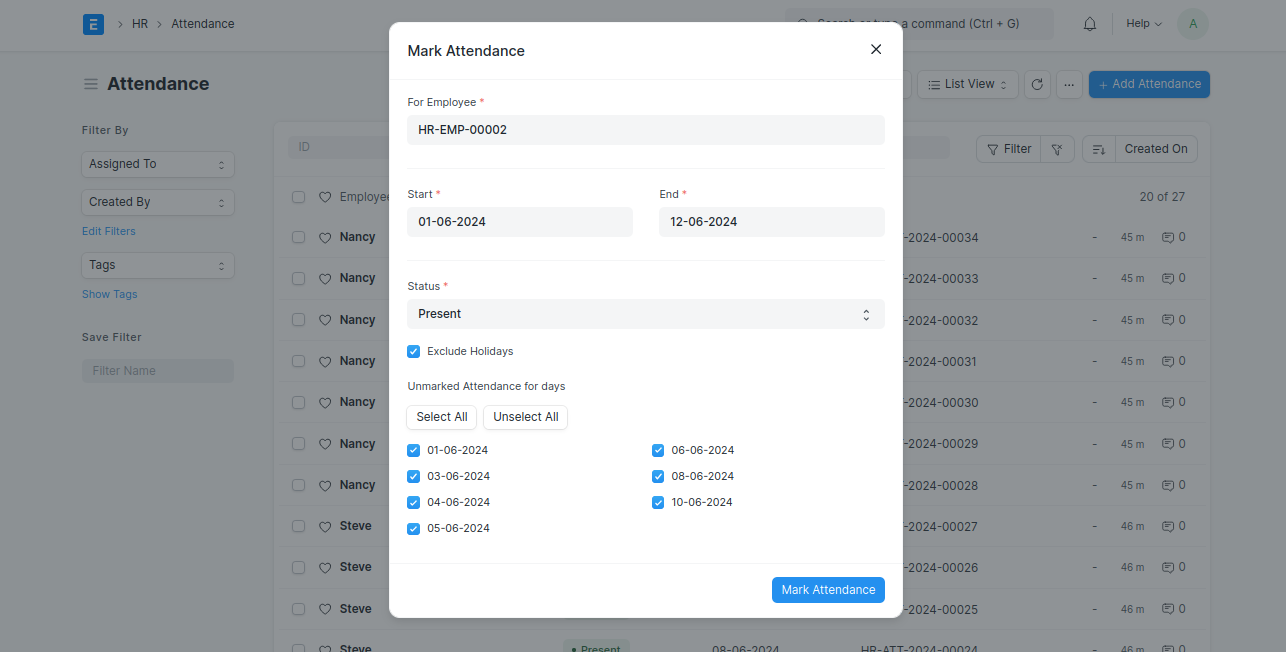 E HR Attendance Search or type a command (Ctrl + G) Help A
Attendance List View ... + Add Attendance
Filter By
Assigned To
Created By
Edit Filters
Tags
Show Tags
Save Filter
Filter Name
ID Filter Created On
Employee 20 of 27
Nancy -2024-00034 - 45 m 0
Nancy -2024-00033 - 45 m 0
Nancy -2024-00032 - 45 m 0
Nancy -2024-00031 - 45 m 0
Nancy -2024-00030 - 45 m 0
Nancy -2024-00029 - 45 m 0
Nancy -2024-00028 - 45 m 0
Steve -2024-00027 - 46 m 0
Steve -2024-00026 - 46 m 0
Steve -2024-00025 - 46 m 0
Steve Present 08-06-2024 HR-ATT-2024-00024 - 46 m 0
Mark Attendance
For Employee *
HR-EMP-00002
Start * End *
01-06-2024 12-06-2024
Status *
Present
Exclude Holidays
Unmarked Attendance for days
Select All Unselect All
01-06-2024 06-06-2024
03-06-2024 08-06-2024
04-06-2024 10-06-2024
05-06-2024
Mark Attendance